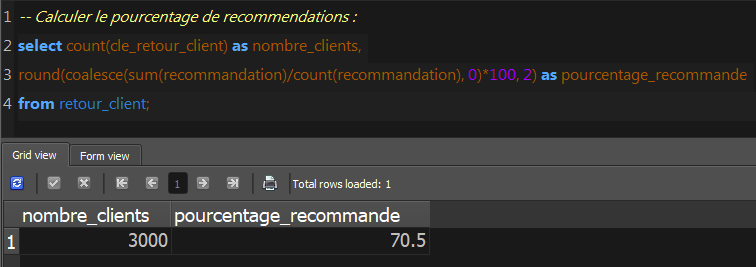 1 -- Calculer le pourcentage de recommendations :
2 select count(cle_retour_client) as nombre_clients,
3 round(coalesce(sum(recommandation)/count(recommandation), 0)*100, 2) as pourcentage_recommande
4 from retour_client;
Grid view Form view
1 Total rows loaded: 1
nombre_clients pourcentage_recommande
1 3000 70.5